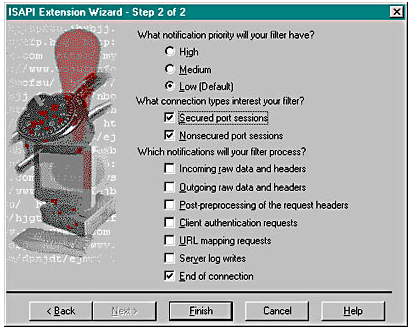 ISAPI Extension Wizard - Step 2 of 2
What notification priority will your filter have?
High
Medium
Low (Default)
What connection types interest your filter?
Secured port sessions
Nonsecured port sessions
Which notifications will your filter process?
Incoming raw data and headers
Outgoing raw data and headers
Post-preprocessing of the request headers
Client authentication requests
URL mapping requests
Server log writes
End of connection
< Back
Next >
Finish
Cancel
Help